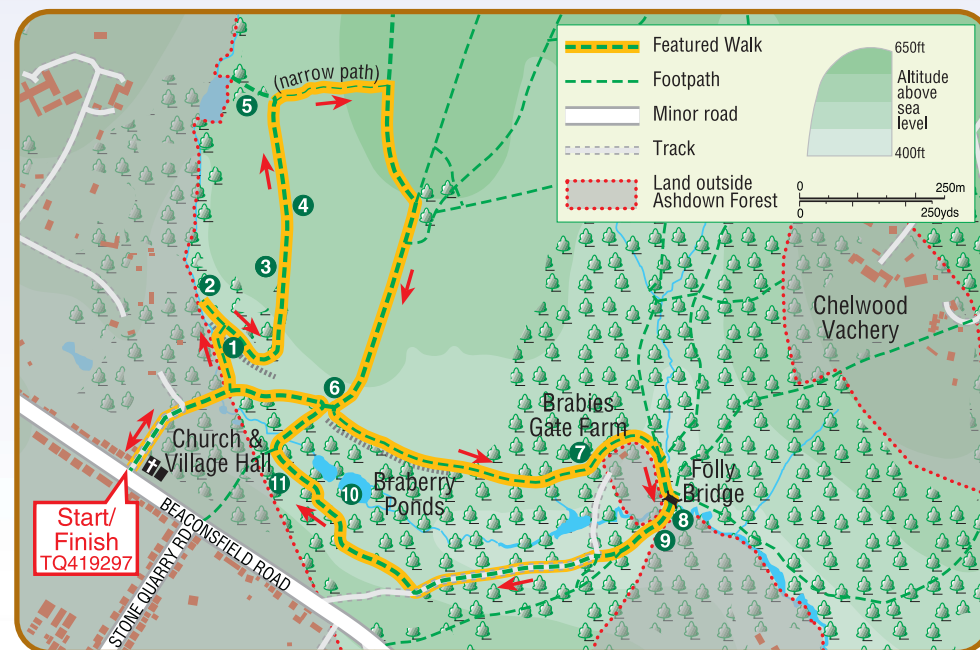 Featured Walk
Footpath
Minor road
Track
Land outside
Ashdown Forest
650ft
Altitude
above
sea
level
400ft
0
250m
0
250yds
(narrow path)
5
4
3
2
1
6
Chelwood
Vachery
Brabies
Gate Farm
7
Church &
Village Hall
Folly
Bridge
11
10
Braberry
Ponds
8
9
Start/
Finish
TQ419297
BEACONSFIELD ROAD
STONE QUARRY RD